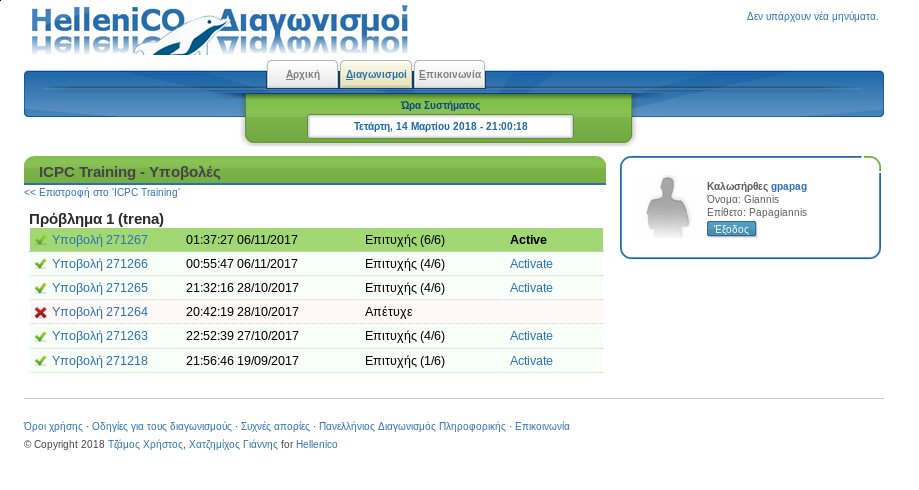 HelleniCO Διαγωνισμοί
Δεν υπάρχουν νέα μηνύματα.
Αρχική Διαγωνισμοί Επικοινωνία
Ώρα Συστήματος
Τετάρτη, 14 Μαρτίου 2018 - 21:00:18
ICPC Training - Υποβολές
<< Επιστροφή στο 'ICPC Training'
Πρόβλημα 1 (trena)
Υποβολή 271267 01:37:27 06/11/2017 Επιτυχής (6/6) Active
Υποβολή 271266 00:55:47 06/11/2017 Επιτυχής (4/6) Activate
Υποβολή 271265 21:32:16 28/10/2017 Επιτυχής (4/6) Activate
Υποβολή 271264 20:42:19 28/10/2017 Απέτυχε
Υποβολή 271263 22:52:39 27/10/2017 Επιτυχής (4/6) Activate
Υποβολή 271218 21:56:46 19/09/2017 Επιτυχής (1/6) Activate
Καλωσήρθες gpapag
Όνομα: Giannis
Επίθετο: Papagiannis
Έξοδος
Όροι χρήσης · Οδηγίες για τους διαγωνισμούς · Συχνές απορίες · Πανελλήνιος Διαγωνισμός Πληροφορικής · Επικοινωνία
© Copyright 2018 Τζάμος Χρήστος, Χατζημίχος Γιάννης for Hellenico